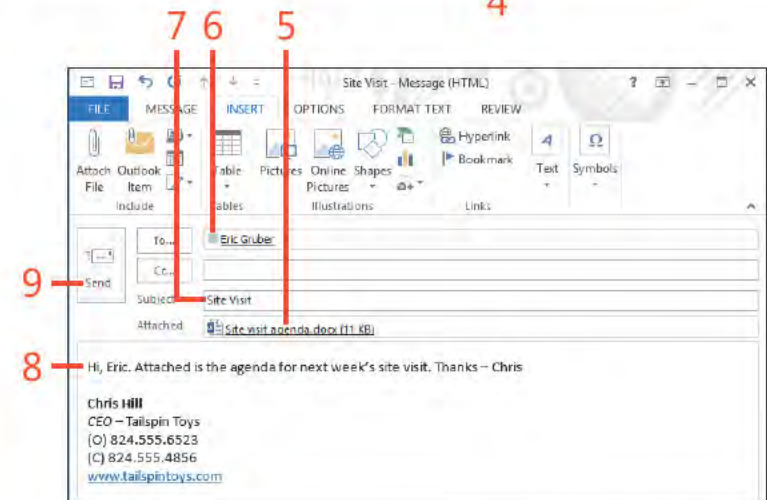 4
7 6 5
Site Visit - Message (HTML)
?
FILE MESSAGE INSERT OPTIONS FORMAT TEXT REVIEW
Attach File
Outlook Item
Table
Pictures
Online Pictures
Shapes
Hyperlink
Bookmark
Text
Symbols
Include Tables Illustrations Links
To... Eric Gruber
Cc...
9
Send
Subject Site Visit
Attached Site visit agenda.docx (11 KB)
8
Hi, Eric. Attached is the agenda for next week's site visit. Thanks – Chris
Chris Hill
CEO – Tailspin Toys
(O) 824.555.6523
(C) 824.555.4856
www.tailspintoys.com